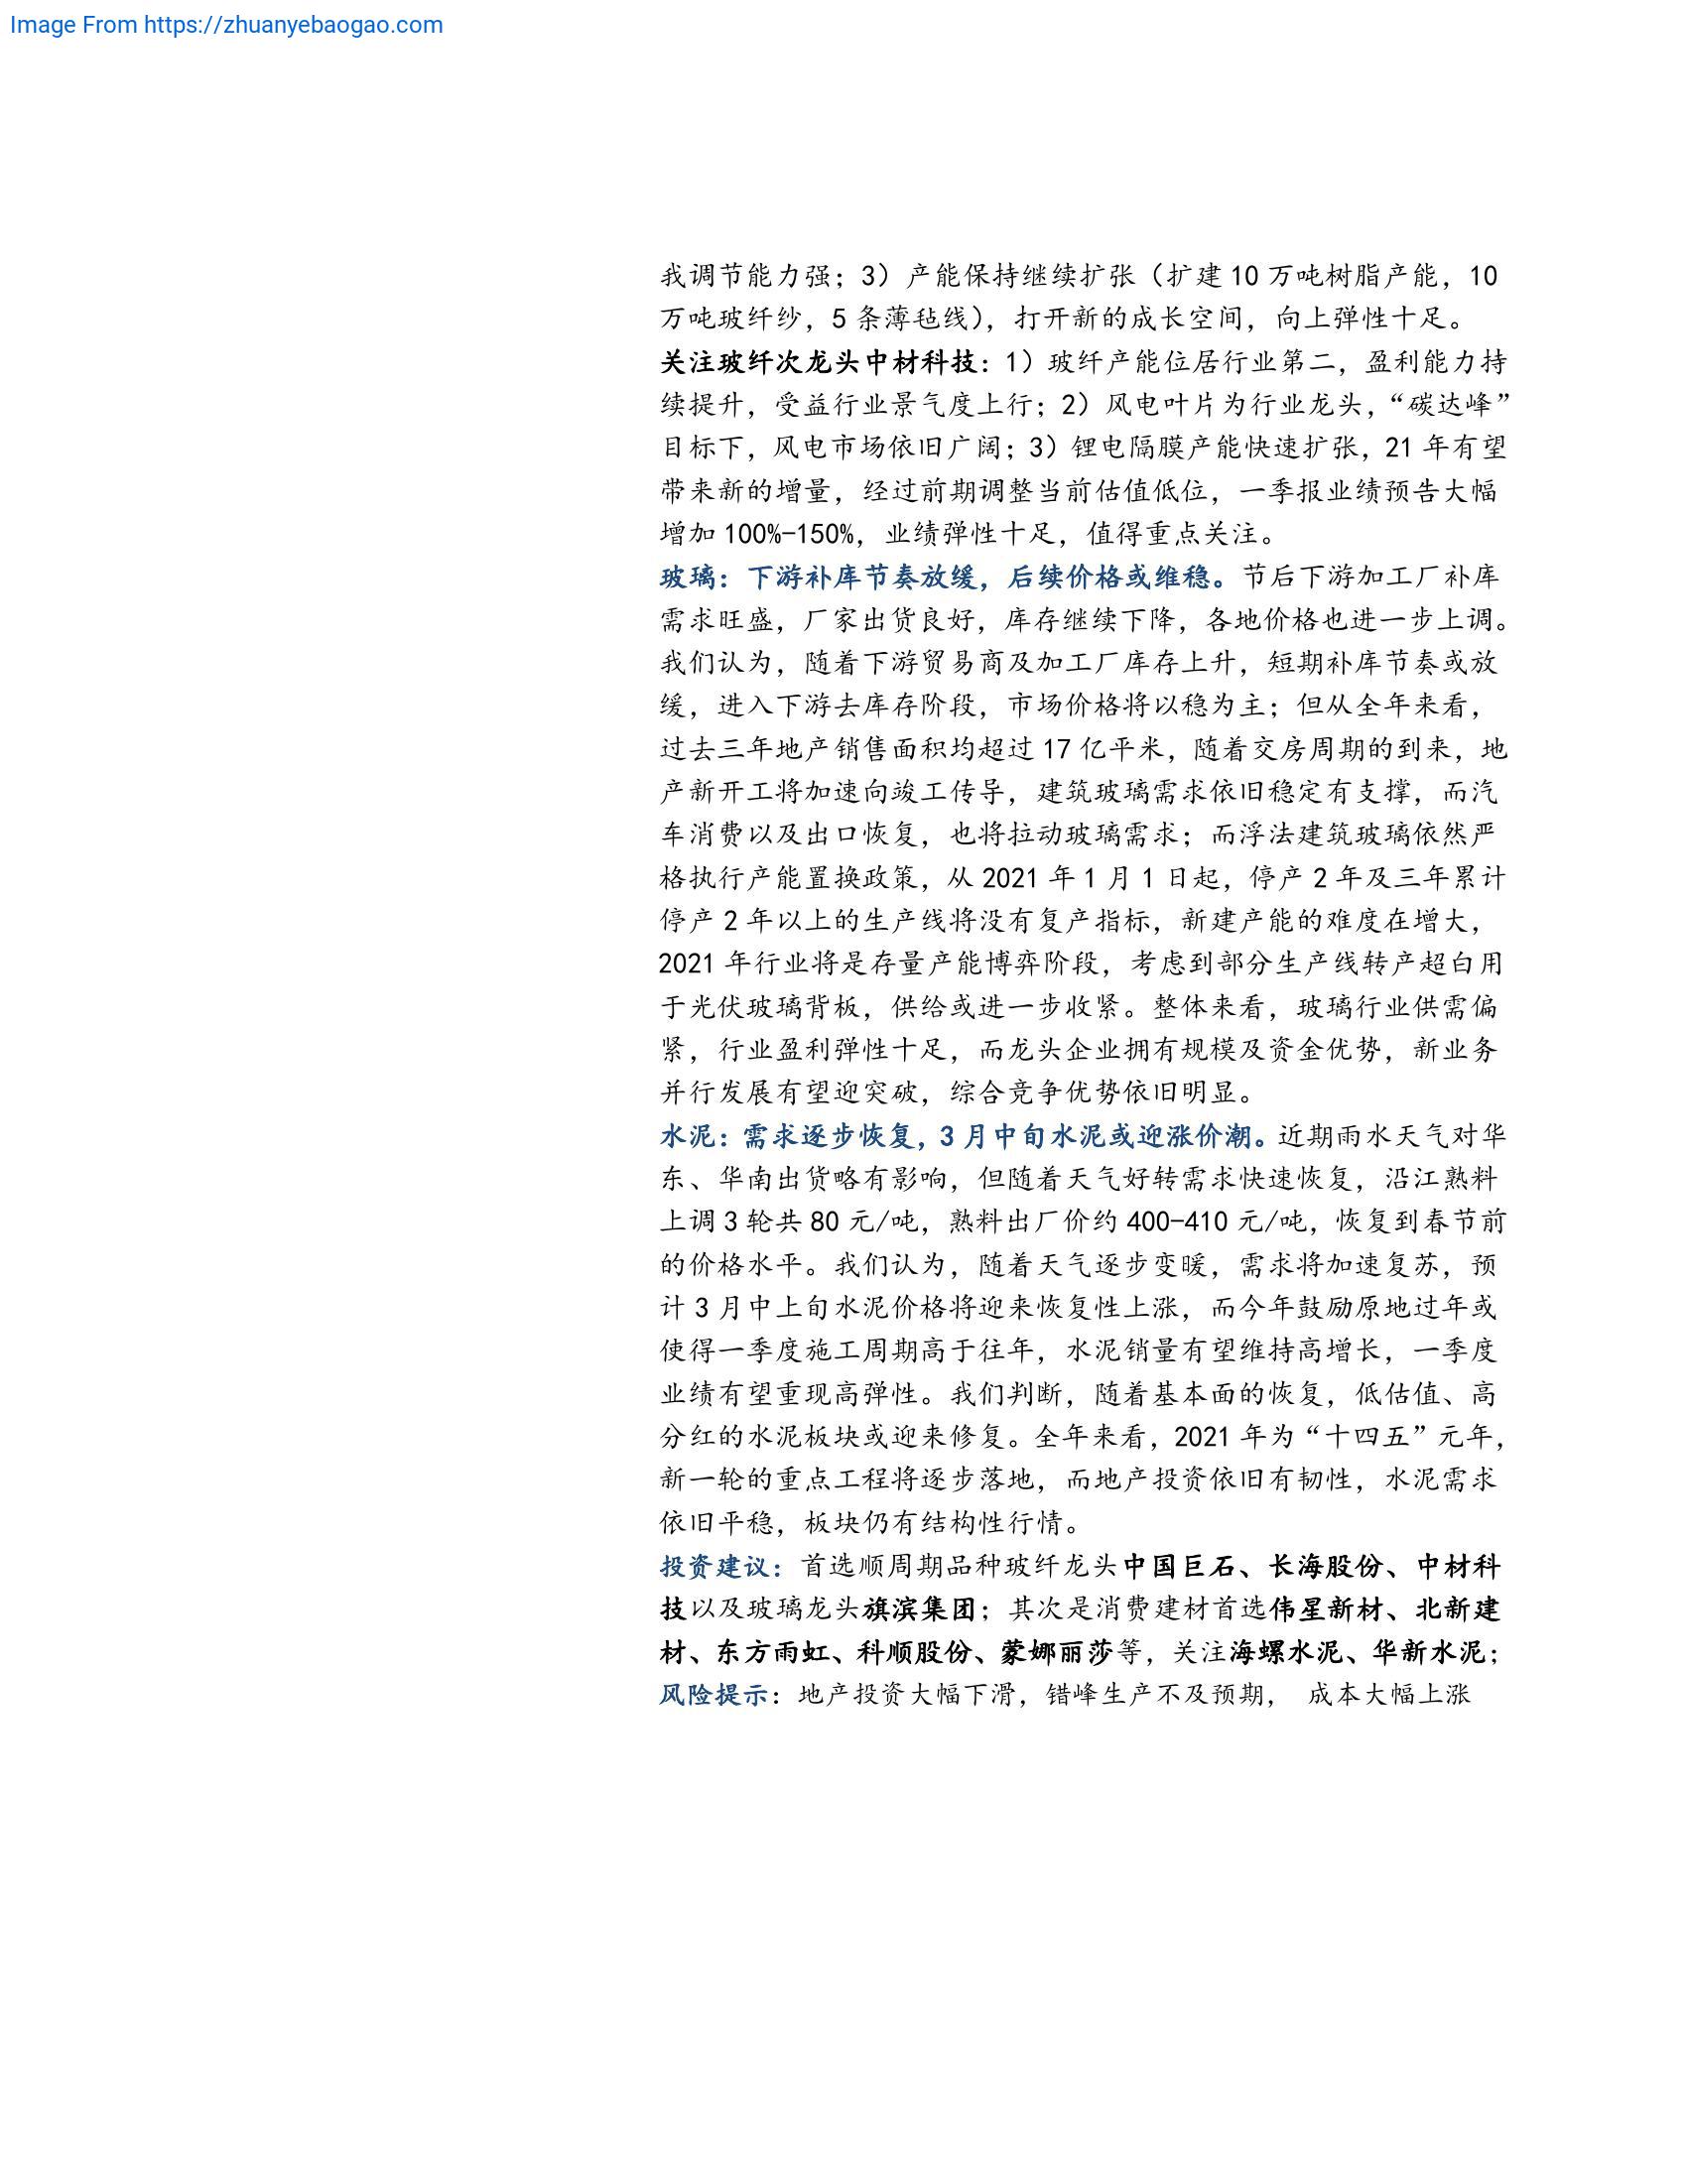 Image From https://zhuanyebaogao.com
我调节能力强；3）产能保持继续扩张（扩建 10 万吨树脂产能，10
万吨玻纤纱，5 条薄毡线），打开新的成长空间，向上弹性十足。
关注玻纤次龙头中材科技：1）玻纤产能位居行业第二，盈利能力持
续提升，受益行业景气度上行；2）风电叶片为行业龙头，“碳达峰”
目标下，风电市场依旧广阔；3）锂电隔膜产能快速扩张，21 年有望
带来新的增量，经过前期调整当前估值低位，一季报业绩预告大幅
增加 100%-150%，业绩弹性十足，值得重点关注。
玻璃：下游补库节奏放缓，后续价格或维稳。节后下游加工厂补库
需求旺盛，厂家出货良好，库存继续下降，各地价格也进一步上调。
我们认为，随着下游贸易商及加工厂库存上升，短期补库节奏或放
缓，进入下游去库存阶段，市场价格将以稳为主；但从全年来看，
过去三年地产销售面积均超过 17 亿平米，随着交房周期的到来，地
产新开工将加速向竣工传导，建筑玻璃需求依旧稳定有支撑，而汽
车消费以及出口恢复，也将拉动玻璃需求；而浮法建筑玻璃依然严
格执行产能置换政策，从 2021 年 1 月 1 日起，停产 2 年及三年累计
停产 2 年以上的生产线将没有复产指标，新建产能的难度在增大，
2021 年行业将是存量产能博弈阶段，考虑到部分生产线转产超白用
于光伏玻璃背板，供给或进一步收紧。整体来看，玻璃行业供需偏
紧，行业盈利弹性十足，而龙头企业拥有规模及资金优势，新业务
并行发展有望迎突破，综合竞争优势依旧明显。
水泥：需求逐步恢复，3 月中旬水泥或迎涨价潮。近期雨水天气对华
东、华南出货略有影响，但随着天气好转需求快速恢复，沿江熟料
上调 3 轮共 80 元/吨，熟料出厂价约 400-410 元/吨，恢复到春节前
的价格水平。我们认为，随着天气逐步变暖，需求将加速复苏，预
计 3 月中上旬水泥价格将迎来恢复性上涨，而今年鼓励原地过年或
使得一季度施工周期高于往年，水泥销量有望维持高增长，一季度
业绩有望重现高弹性。我们判断，随着基本面的恢复，低估值、高
分红的水泥板块或迎来修复。全年来看，2021 年为“十四五”元年，
新一轮的重点工程将逐步落地，而地产投资依旧有韧性，水泥需求
依旧平稳，板块仍有结构性行情。
投资建议：首选顺周期品种玻纤龙头中国巨石、长海股份、中材科
技以及玻璃龙头旗滨集团；其次是消费建材首选伟星新材、北新建
材、东方雨虹、科顺股份、蒙娜丽莎等，关注海螺水泥、华新水泥；
风险提示：地产投资大幅下滑，错峰生产不及预期， 成本大幅上涨